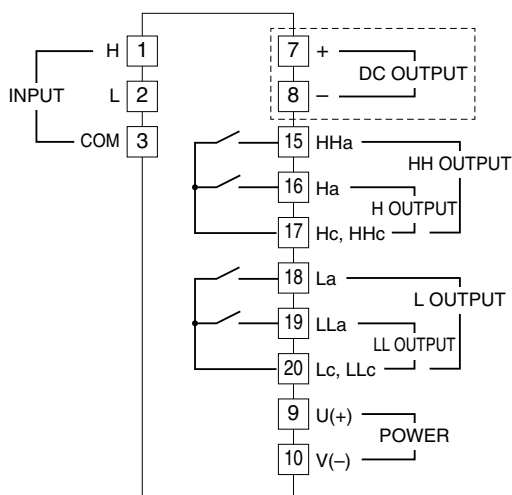 INPUT
H 1
L 2
COM 3
7 +
8 –
DC OUTPUT
15 HHa
HH OUTPUT
16 Ha
H OUTPUT
17 Hc, HHc
18 La
L OUTPUT
19 LLa
LL OUTPUT
20 Lc, LLc
9 U(+)
POWER
10 V(–)